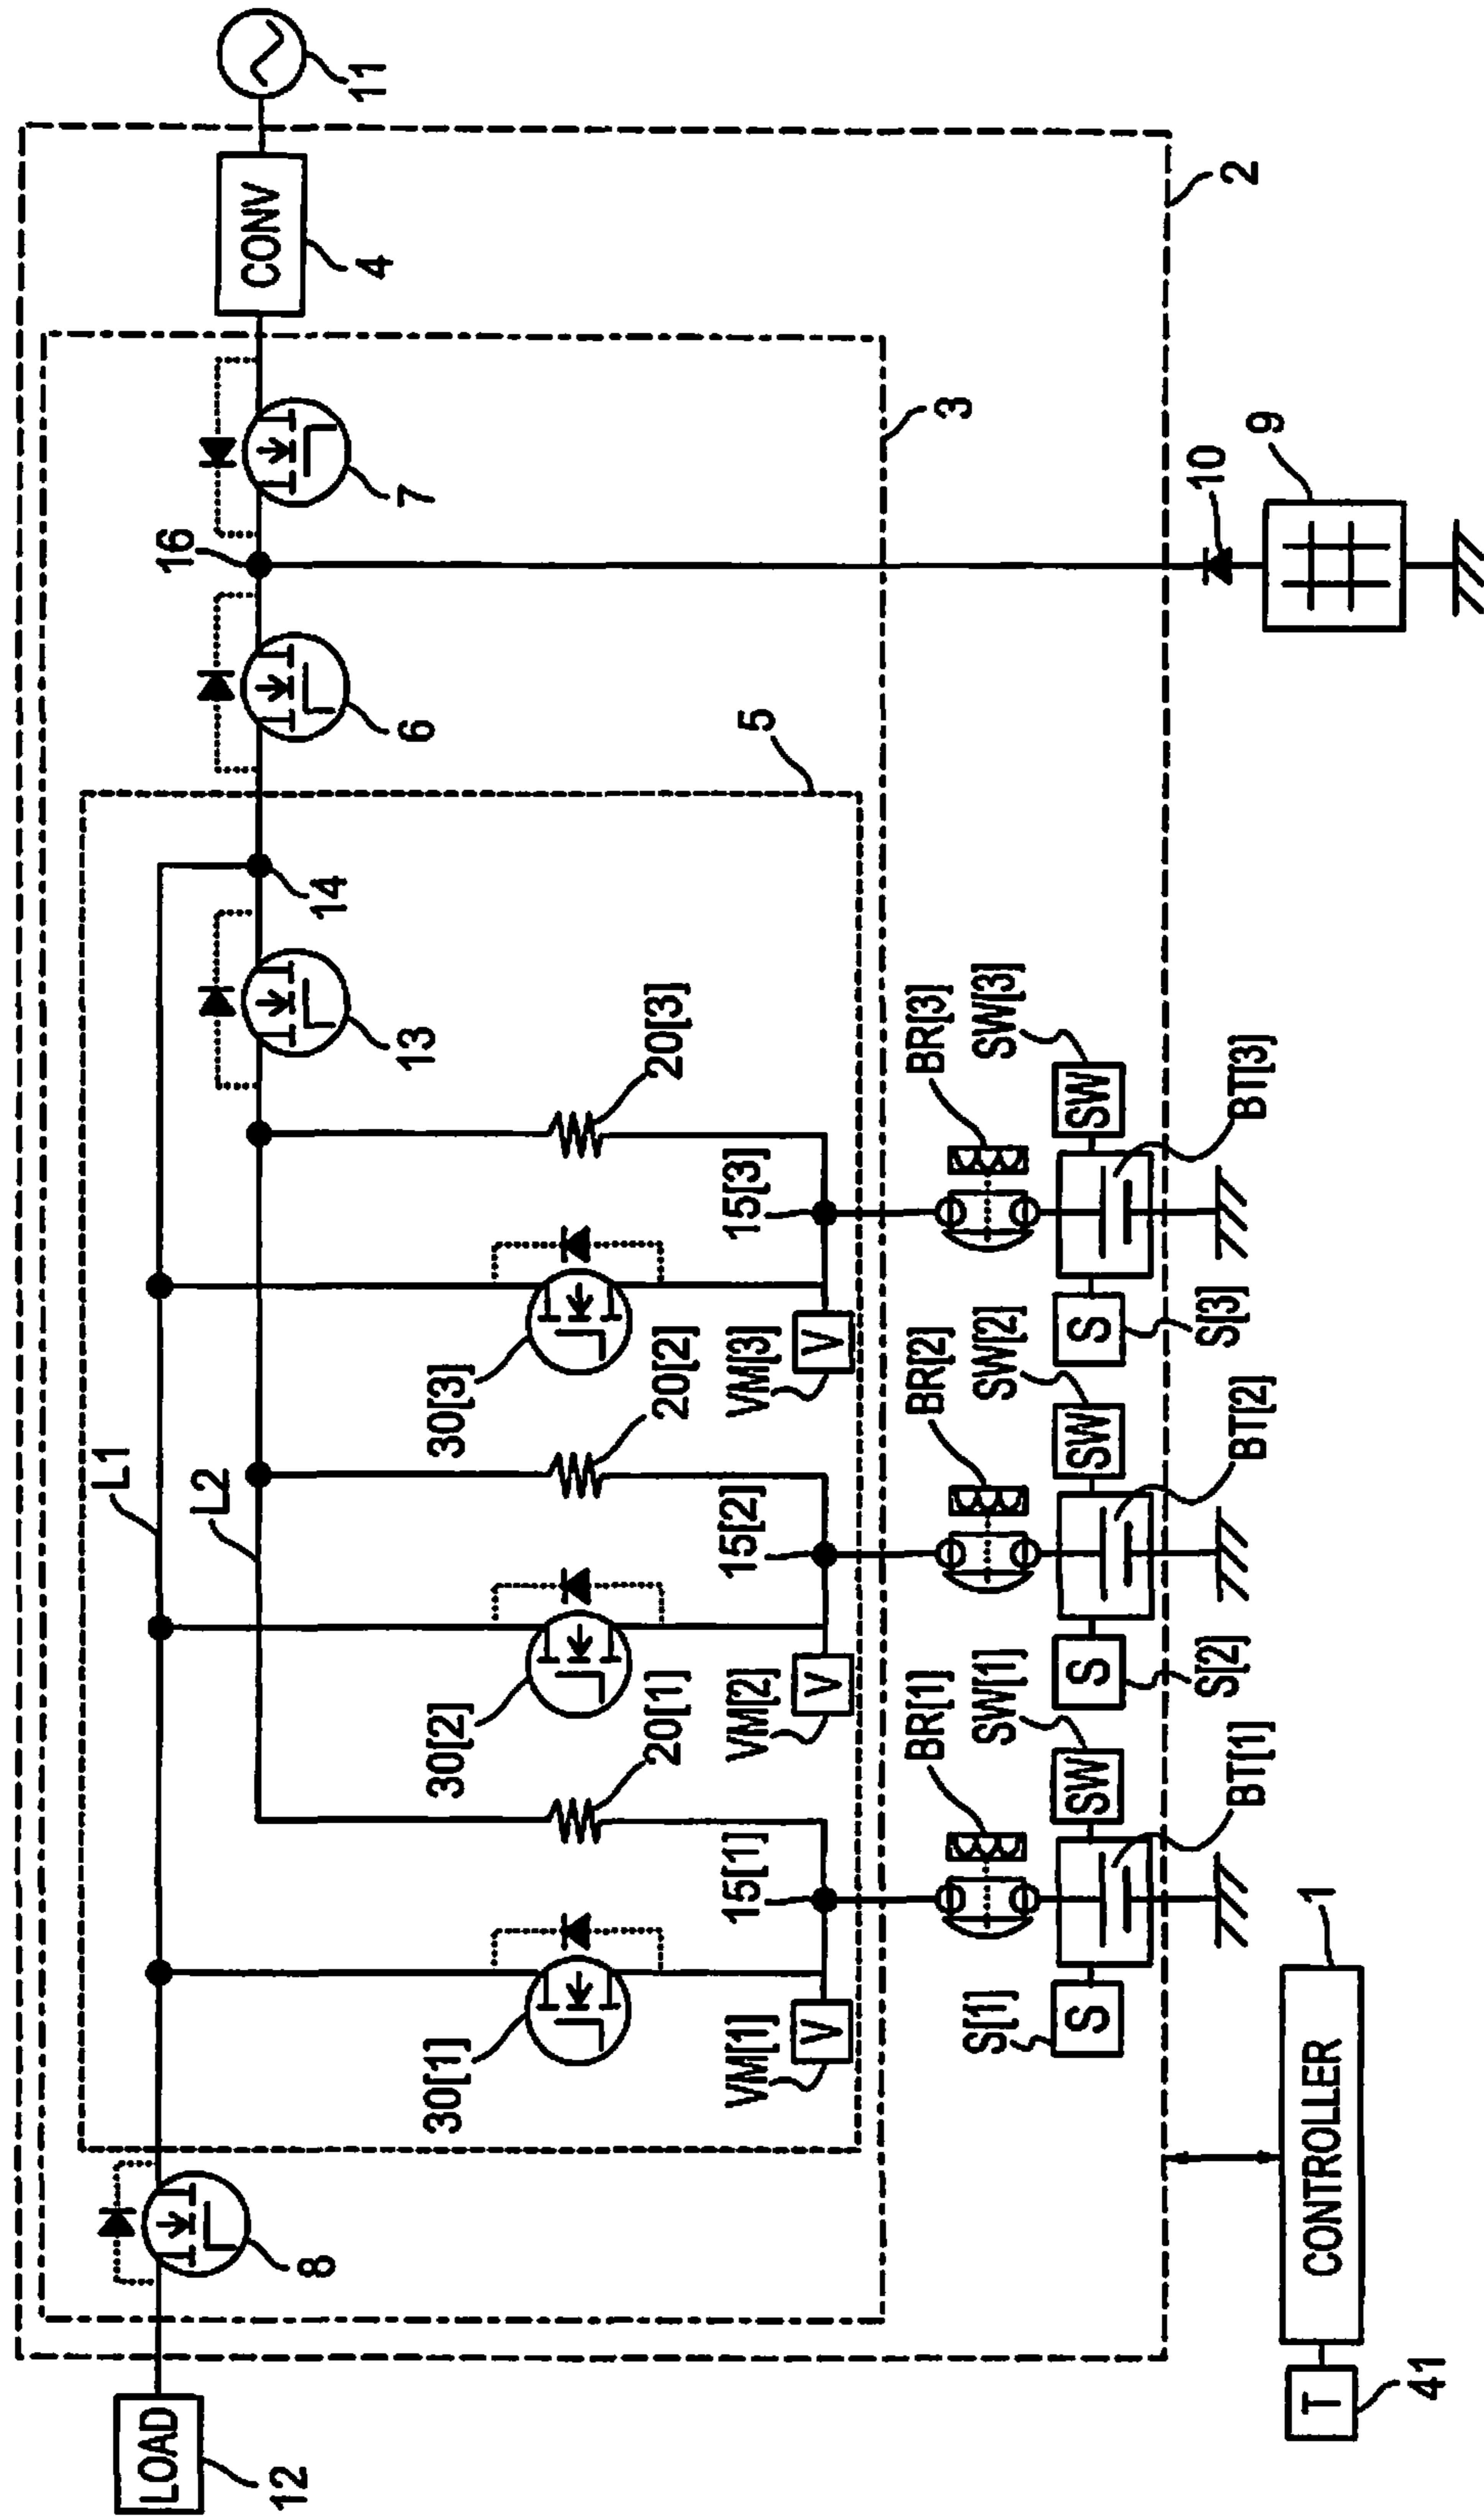 LOAD
12
8
L1
L2
30[1]
20[1]
30[2]
20[2]
30[3]
20[3]
13
14
6
16
7
CONV
4
11
5
3
2
VM[1]
V
15[1]
VM[2]
V
15[2]
VM[3]
V
15[3]
BR[1]
BR[2]
BR[3]
S[1]
S
SW[1]
SW
BT[1]
S[2]
S
SW[2]
SW
BT[2]
S[3]
S
SW[3]
SW
BT[3]
10
9
T
41
CONTROLLER
1